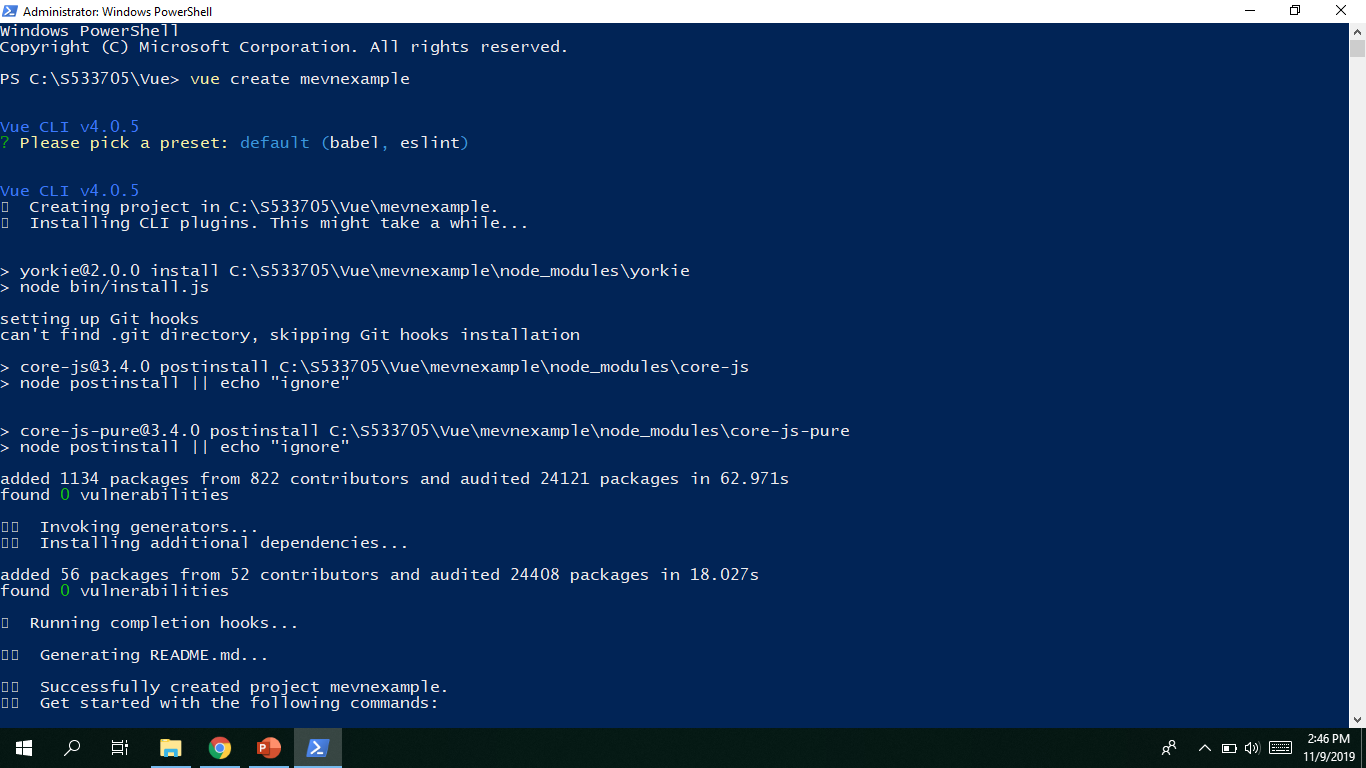 Administrator: Windows PowerShell
Windows PowerShell
Copyright (C) Microsoft Corporation. All rights reserved.
PS C:\S533705\Vue> vue create mevnexample
Vue CLI v4.0.5
? Please pick a preset: default (babel, eslint)
Vue CLI v4.0.5
Creating project in C:\S533705\Vue\mevnexample.
Installing CLI plugins. This might take a while...
> yorkie@2.0.0 install C:\S533705\Vue\mevnexample\node_modules\yorkie
> node bin/install.js
setting up Git hooks
can't find .git directory, skipping Git hooks installation
> core-js@3.4.0 postinstall C:\S533705\Vue\mevnexample\node_modules\core-js
> node postinstall || echo "ignore"
> core-js-pure@3.4.0 postinstall C:\S533705\Vue\mevnexample\node_modules\core-js-pure
> node postinstall || echo "ignore"
added 1134 packages from 822 contributors and audited 24121 packages in 62.971s
found 0 vulnerabilities
Invoking generators...
Installing additional dependencies...
added 56 packages from 52 contributors and audited 24408 packages in 18.027s
found 0 vulnerabilities
Running completion hooks...
Generating README.md...
Successfully created project mevnexample.
Get started with the following commands:
2:46 PM
11/9/2019